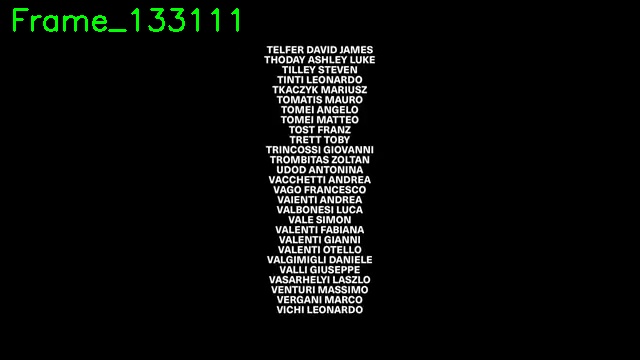 Frame_133111
TELFER DAVID JAMES
THODAY ASHLEY LUKE
TILLEY STEVEN
TINTI LEONARDO
TKACZYK MARIUSZ
TOMATIS MAURO
TOMEI ANGELO
TOMEI MATTEO
TOST FRANZ
TRETT TOBY
TRINCOSSI GIOVANNI
TROMBITAS ZOLTAN
UDOD ANTONINA
VACCHETTI ANDREA
VAGO FRANCESCO
VAIENTI ANDREA
VALBONESI LUCA
VALE SIMON
VALENTI FABIANA
VALENTI GIANNI
VALENTI OTELLO
VALGIMIGLI DANIELE
VALLI GIUSEPPE
VASARHELYI LASZLO
VENTURI MASSIMO
VERGANI MARCO
VICHI LEONARDO